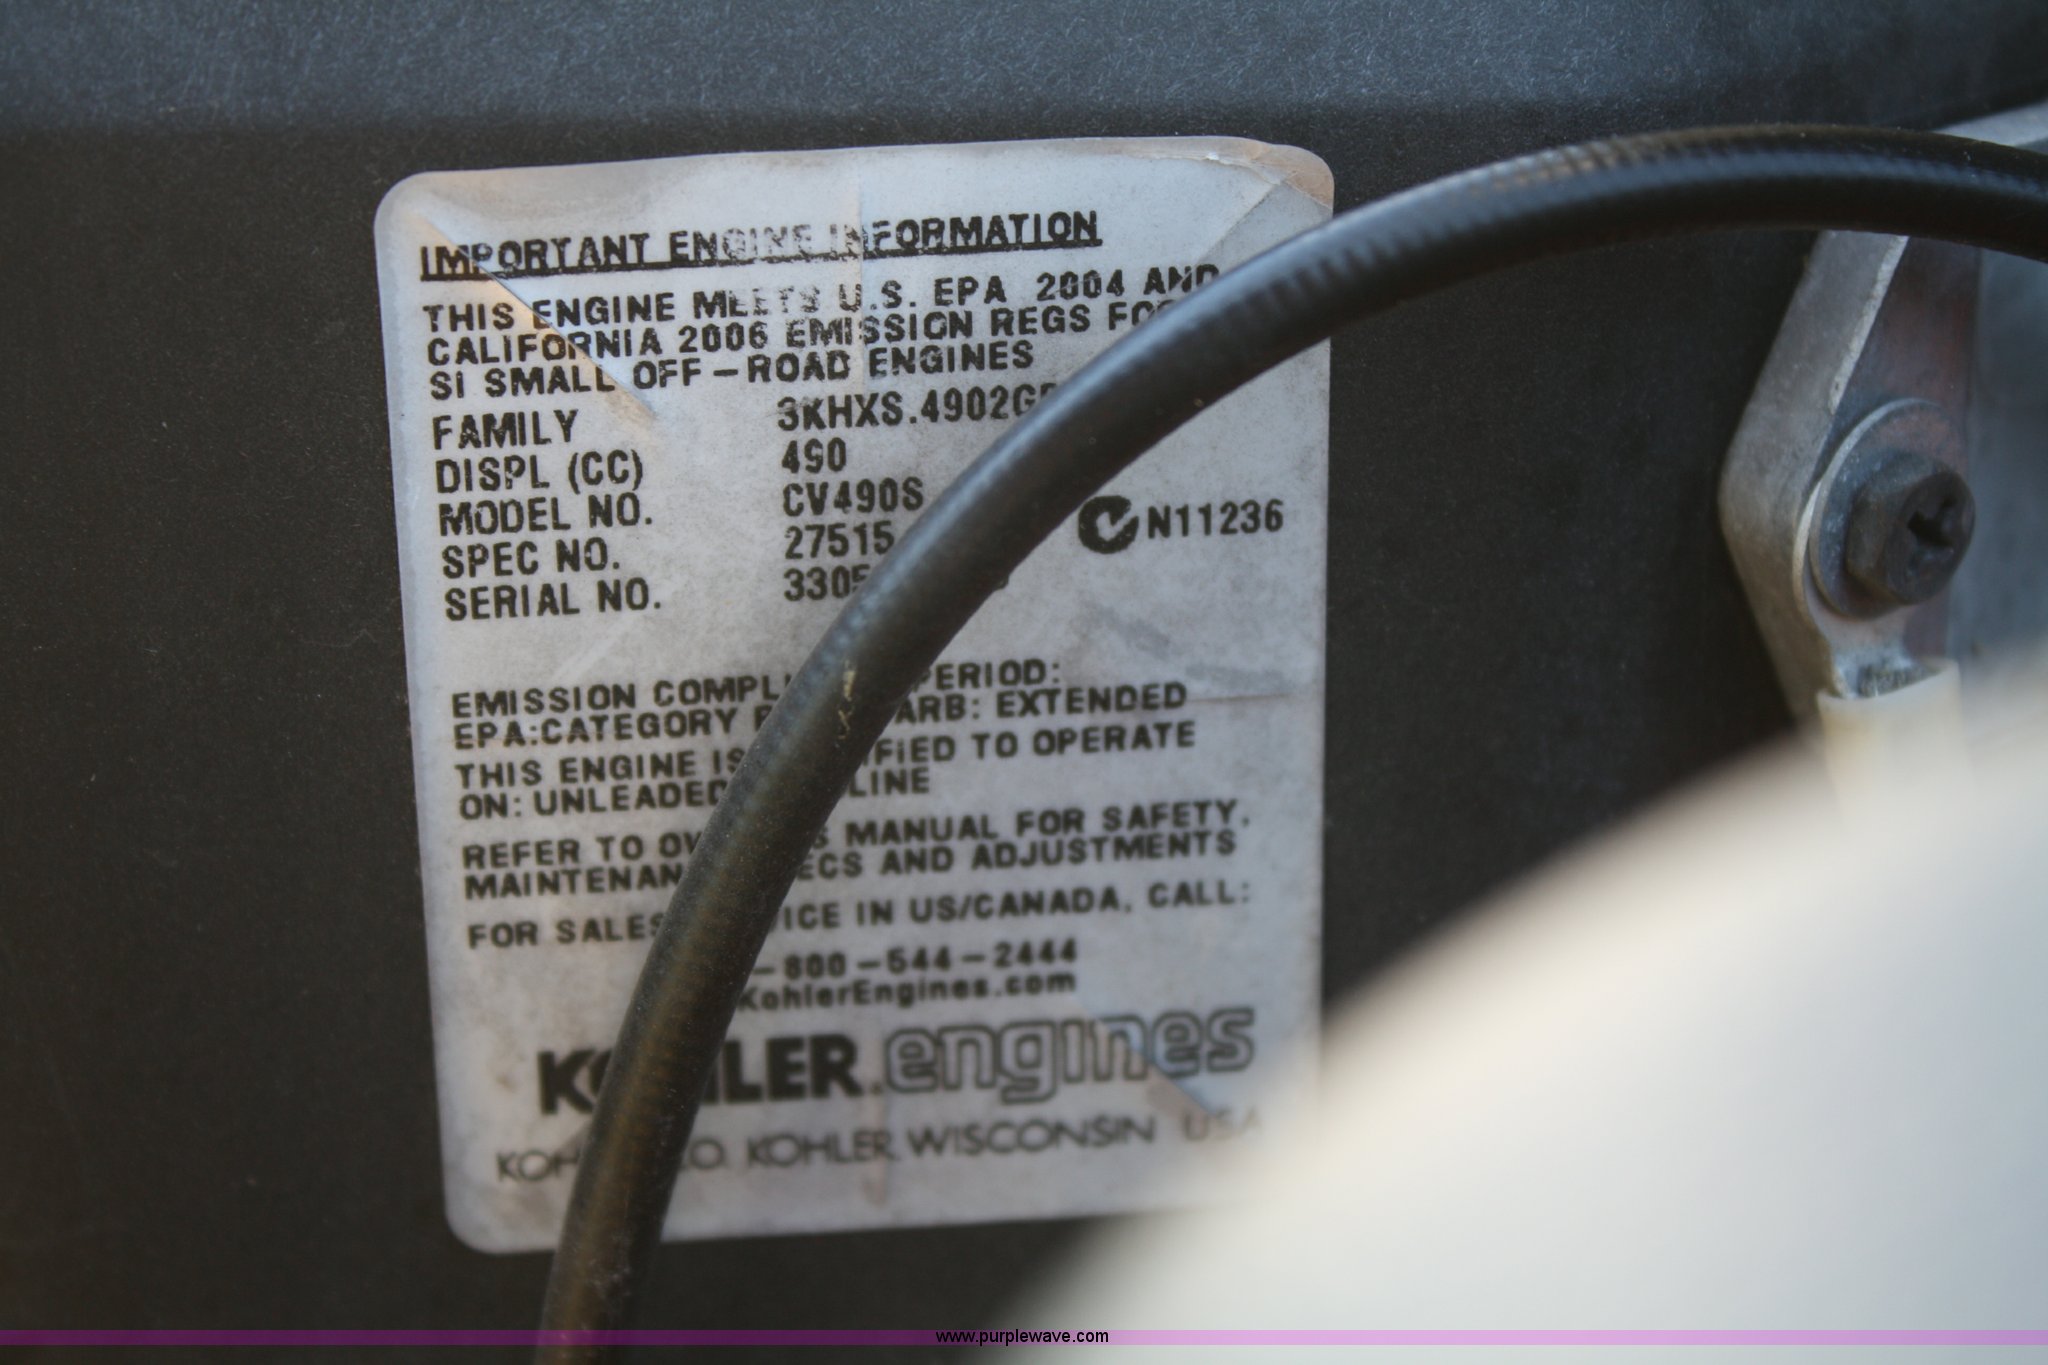 IMPORTANT ENGINE INFORMATION
THIS ENGINE MEETS U.S. EPA 2004 AND
CALIFORNIA 2006 EMISSION REGS
SI SMALL OFF-ROAD ENGINES
FAMILY
DISPL (CC) 490
MODEL NO. CV490S
SPEC NO. 27515 N11236
SERIAL NO.
EMISSION PERIOD:
EPA:CATEGORY EXTENDED
THIS ENGINE IS TO OPERATE
ON: UNLEADED
REFER TO MANUAL FOR SAFETY,
AND ADJUSTMENTS
FOR SALES IN US/CANADA, CALL:
-800-544-2444
KohlerEngines.com
KOHLER engines
KOHLER WISCONSIN USA
www.purplewave.com